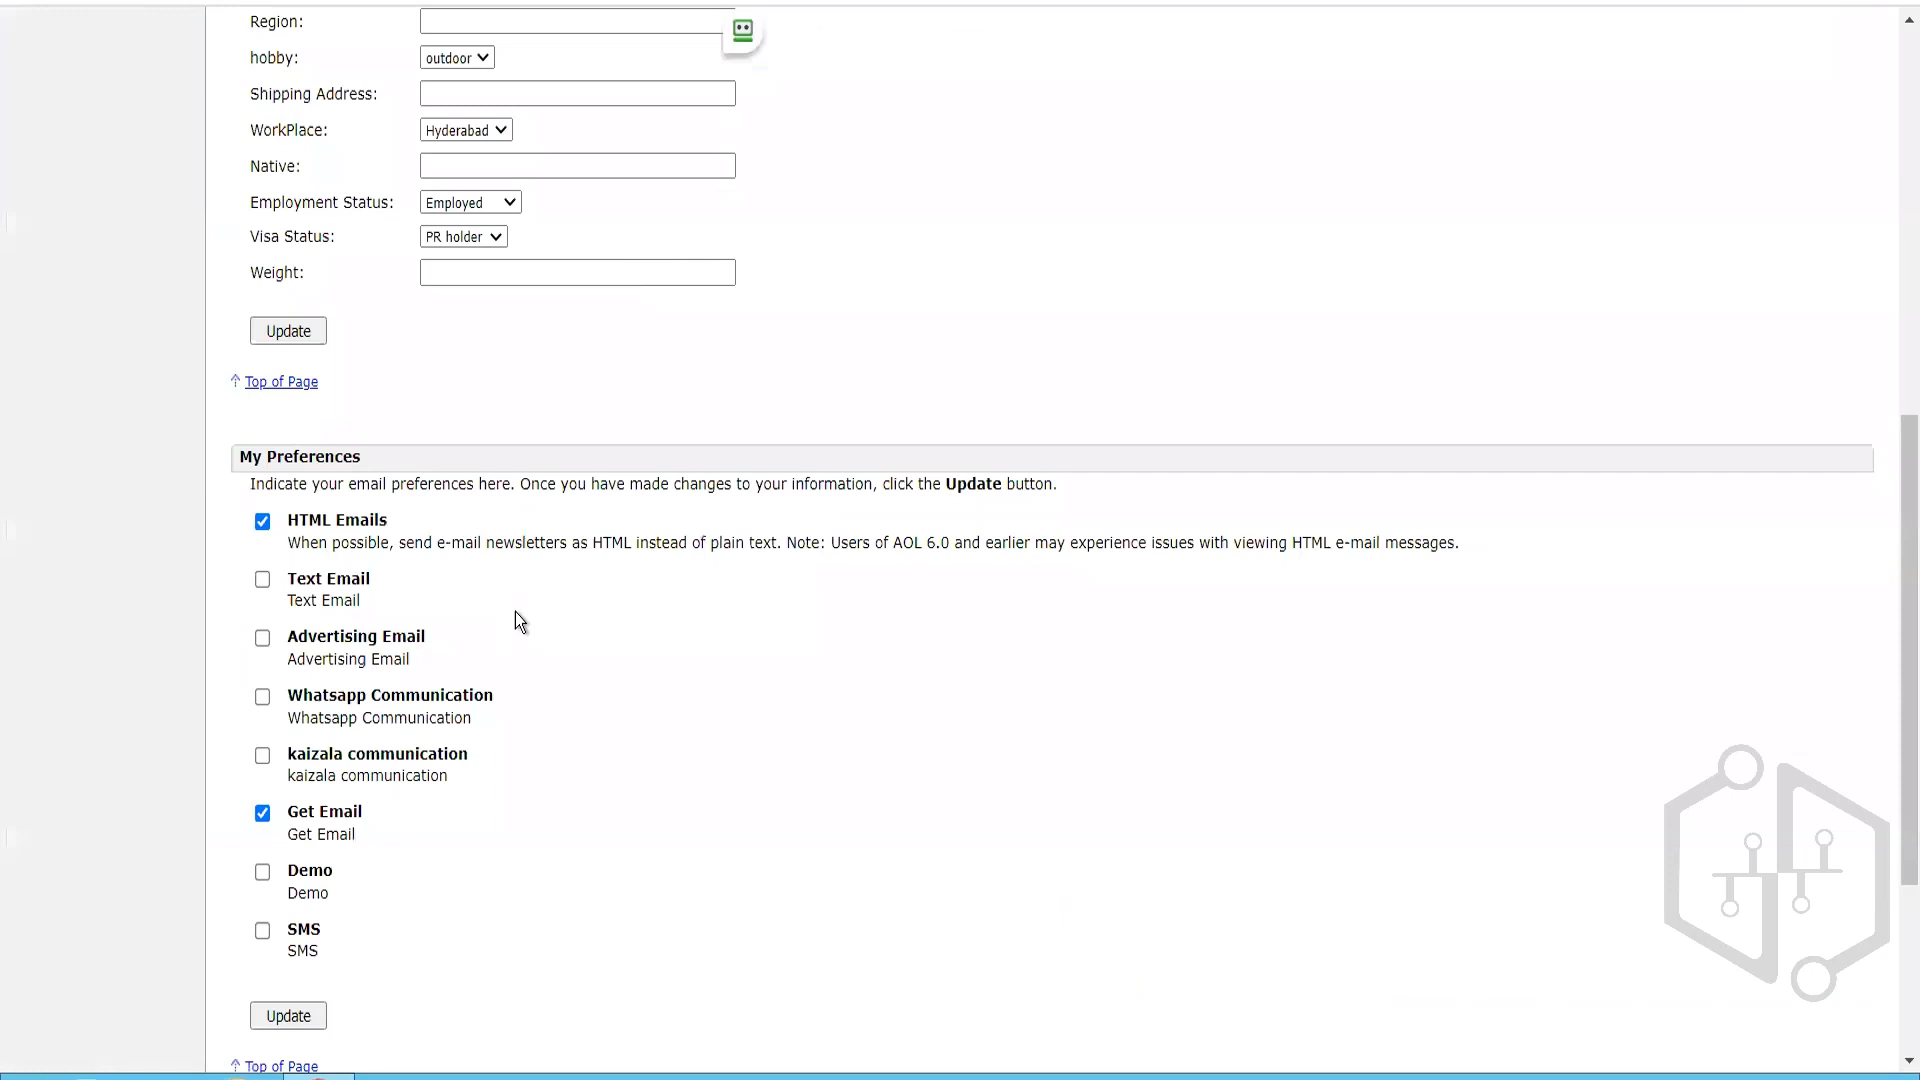 Region:
hobby: outdoor
Shipping Address:
WorkPlace: Hyderabad
Native:
Employment Status: Employed
Visa Status: PR holder
Weight:
Update
Top of Page
My Preferences
Indicate your email preferences here. Once you have made changes to your information, click the Update button.
HTML Emails
When possible, send e-mail newsletters as HTML instead of plain text. Note: Users of AOL 6.0 and earlier may experience issues with viewing HTML e-mail messages.
Text Email
Text Email
Advertising Email
Advertising Email
Whatsapp Communication
Whatsapp Communication
kaizala communication
kaizala communication
Get Email
Get Email
Demo
Demo
SMS
SMS
Update
Top of Page